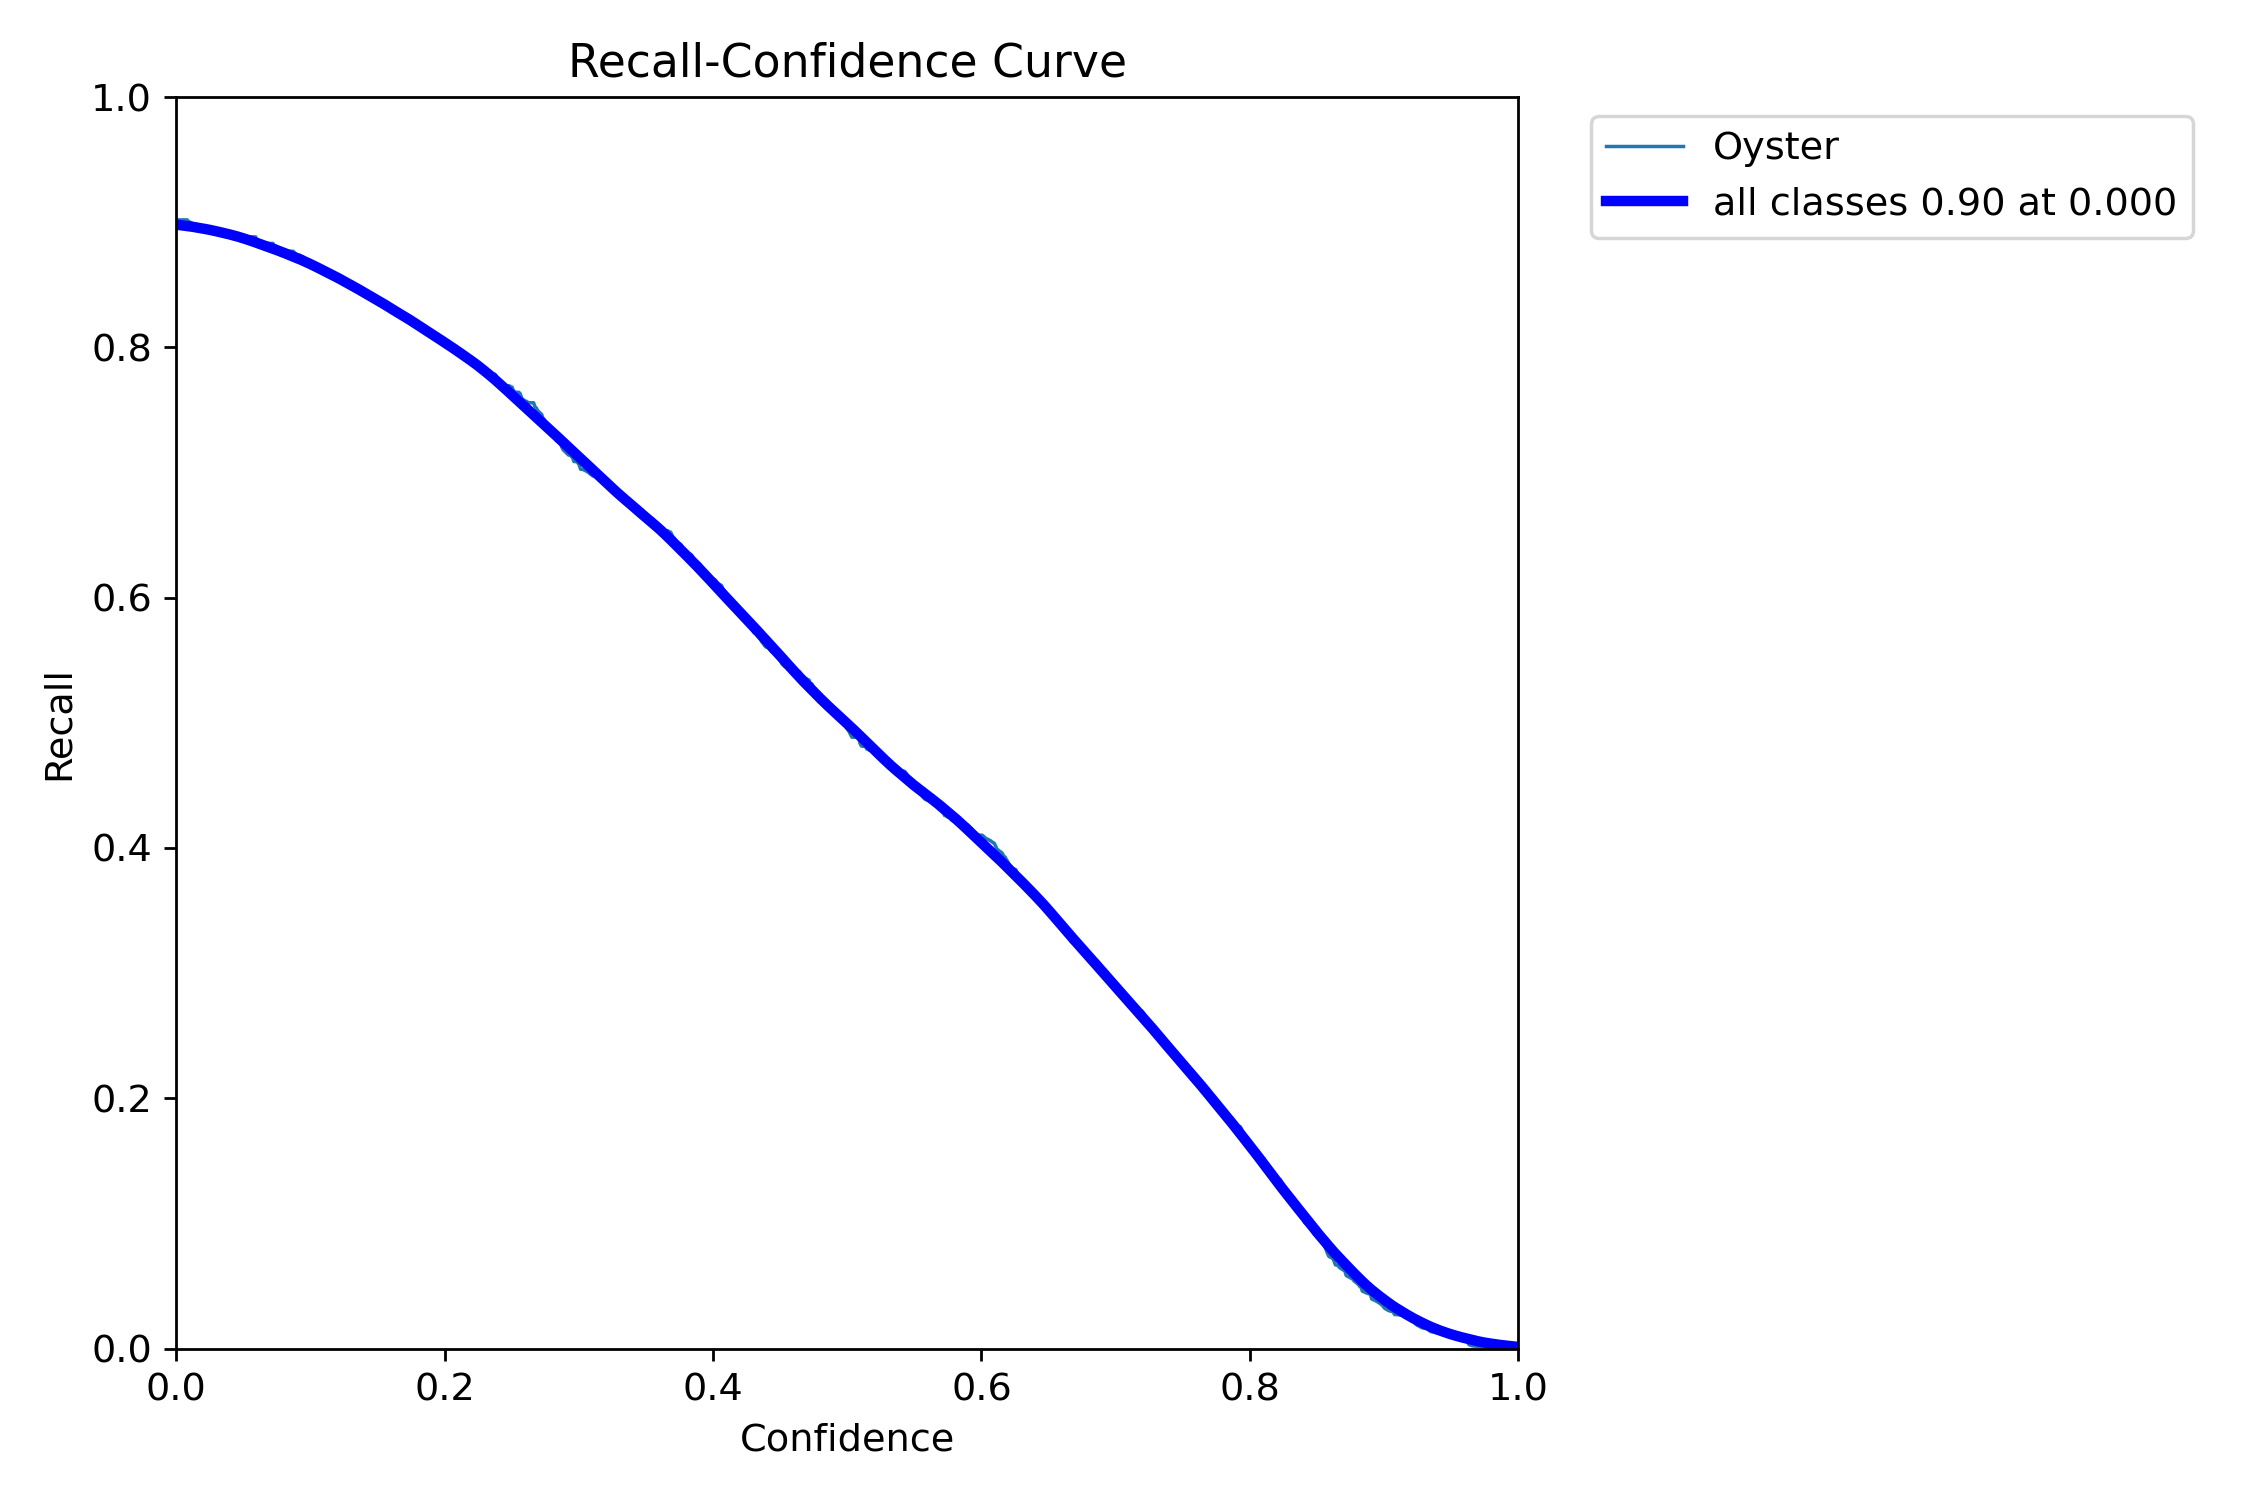 Recall-Confidence Curve
1.0
0.8
0.6
0.4
0.2
0.0
Recall
0.0 0.2 0.4 0.6 0.8 1.0
Confidence
Oyster
all classes 0.90 at 0.000